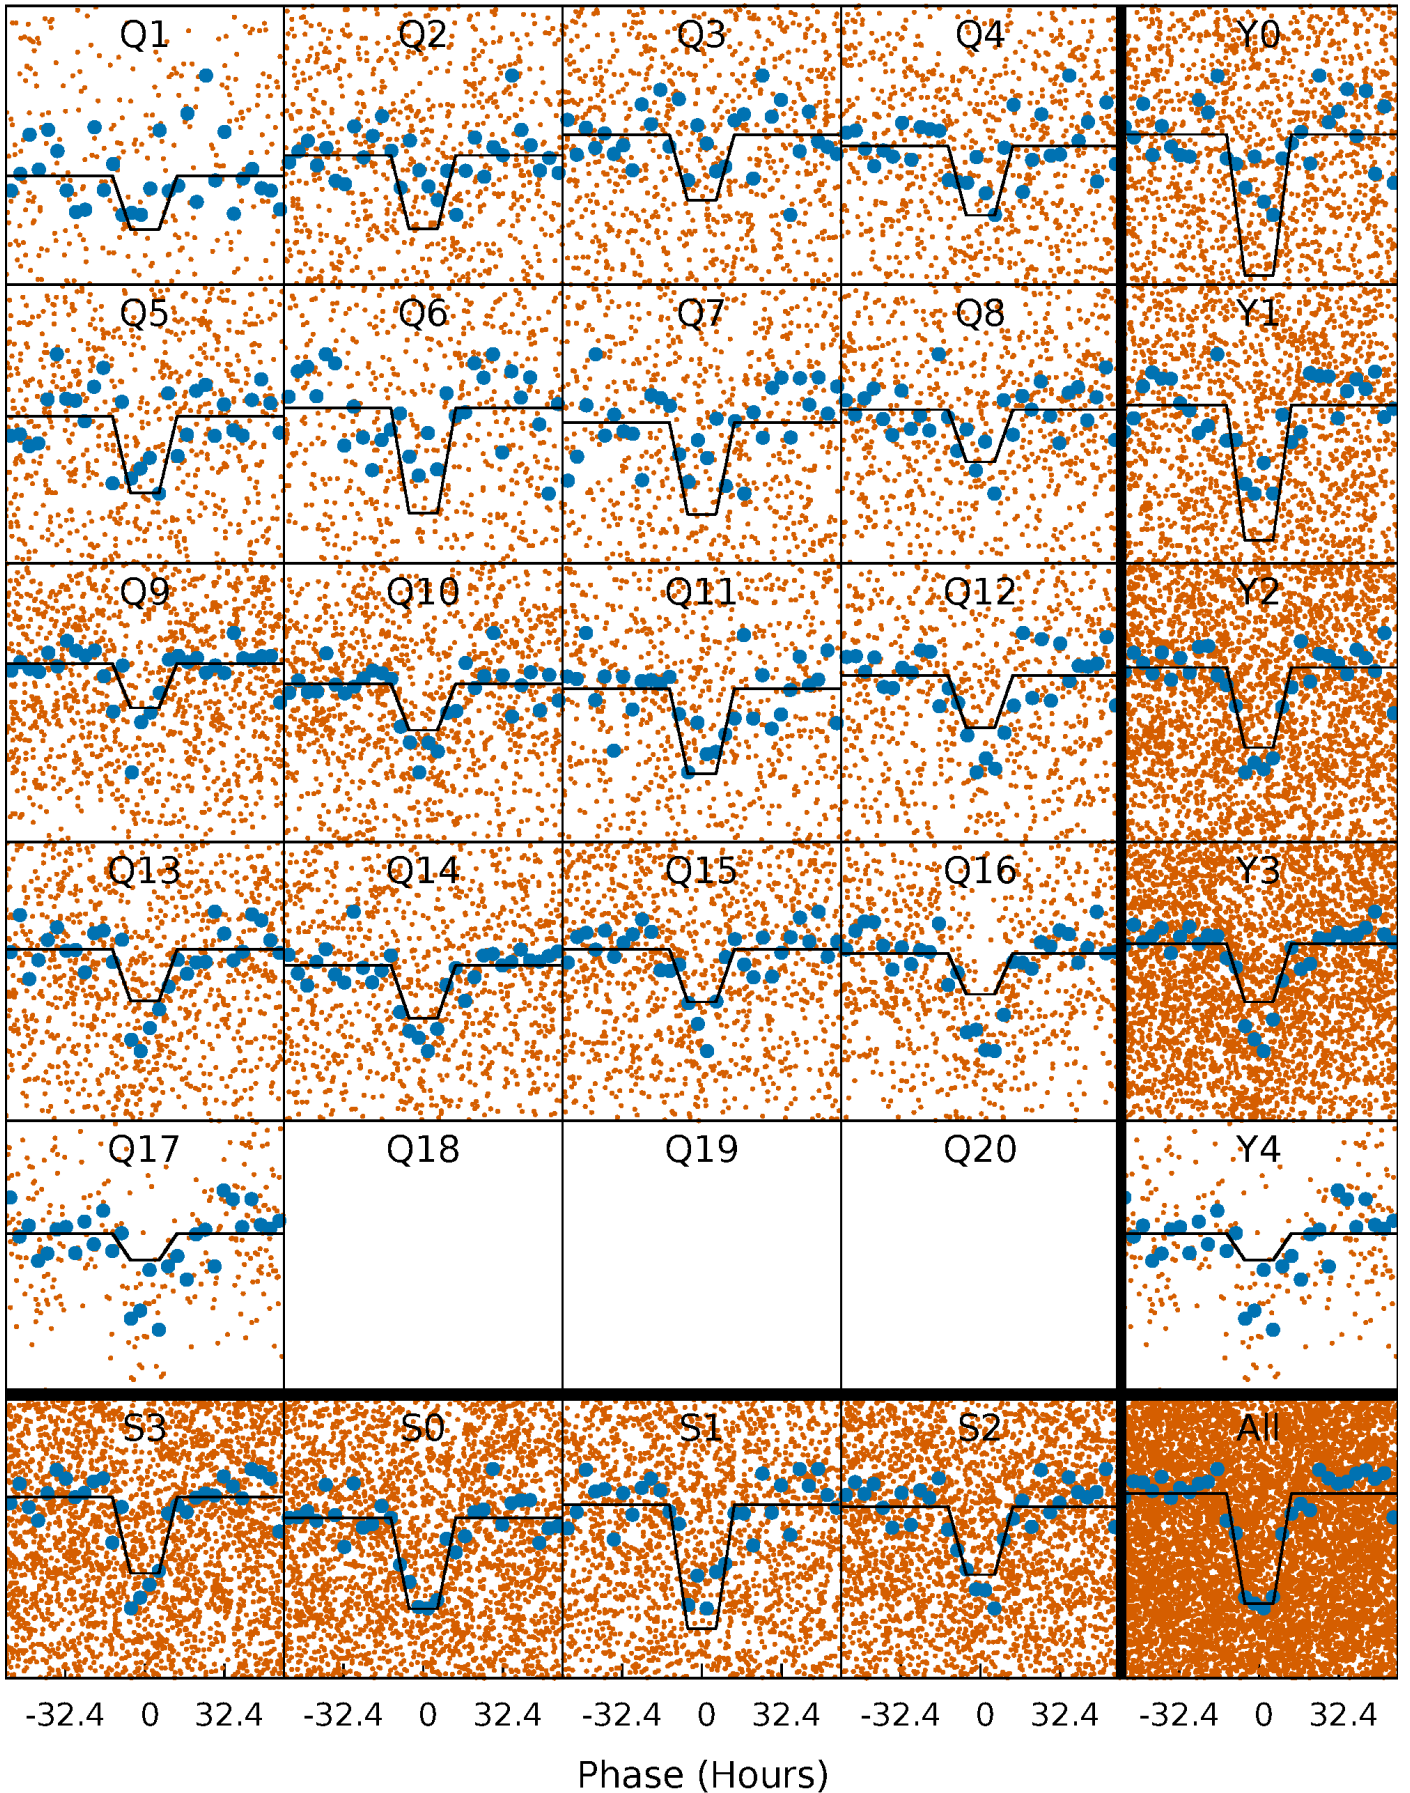 Q1 Q2 Q3 Q4 Y0
Q5 Q6 Q7 Q8 Y1
Q9 Q10 Q11 Q12 Y2
Q13 Q14 Q15 Q16 Y3
Q17 Q18 Q19 Q20 Y4
S3 S0 S1 S2 All
-32.4 0 32.4 -32.4 0 32.4 -32.4 0 32.4 -32.4 0 32.4 -32.4 0 32.4
Phase (Hours)